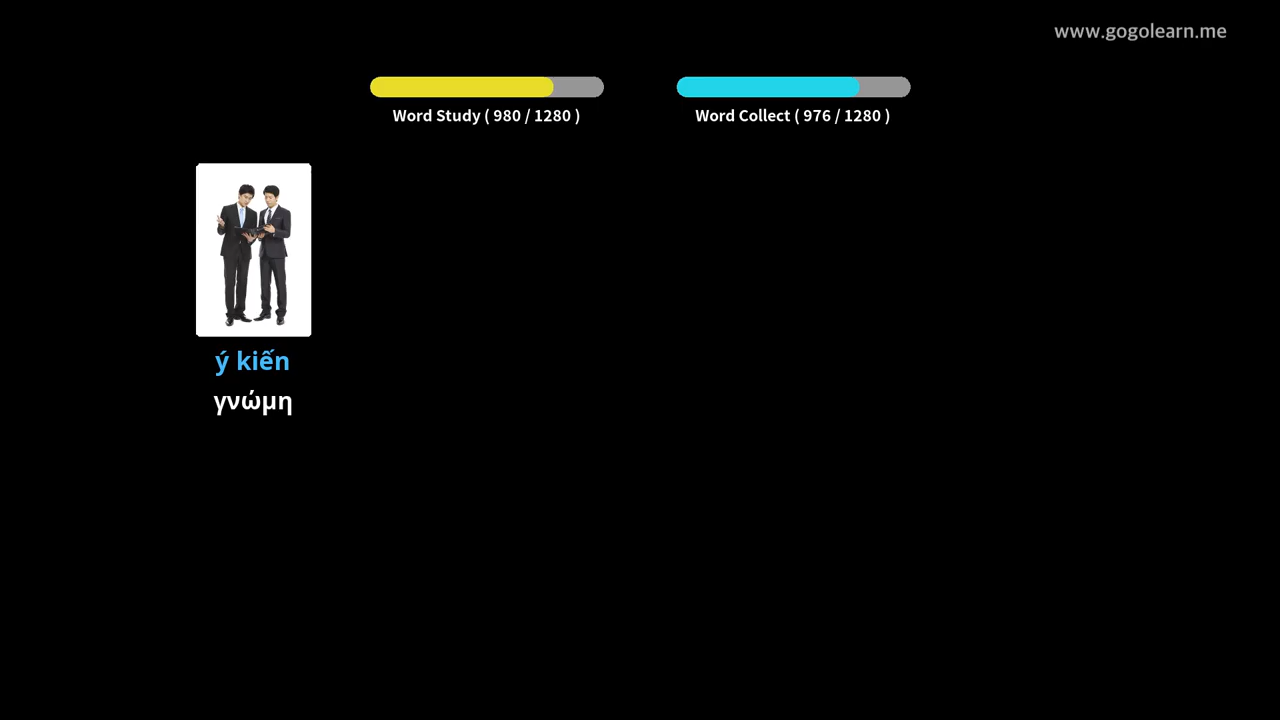 www.gogolearn.me
Word Study ( 980 / 1280 )
Word Collect ( 976 / 1280 )
ý kiến
γνώμη